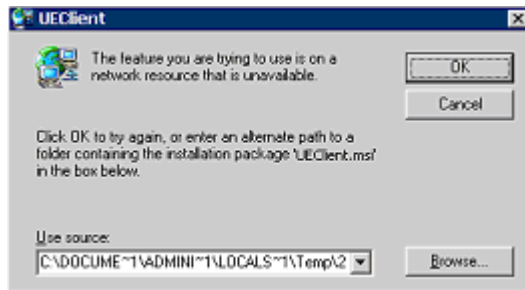 UEClient
The feature you are trying to use is on a
network resource that is unavailable.
OK
Cancel
Click OK to try again, or enter an alternate path to a
folder containing the installation package 'UEClient.msi'
in the box below.
Use source:
C:\DOCUME~1\ADMINI~1\LOCALS~1\Temp\2
Browse...